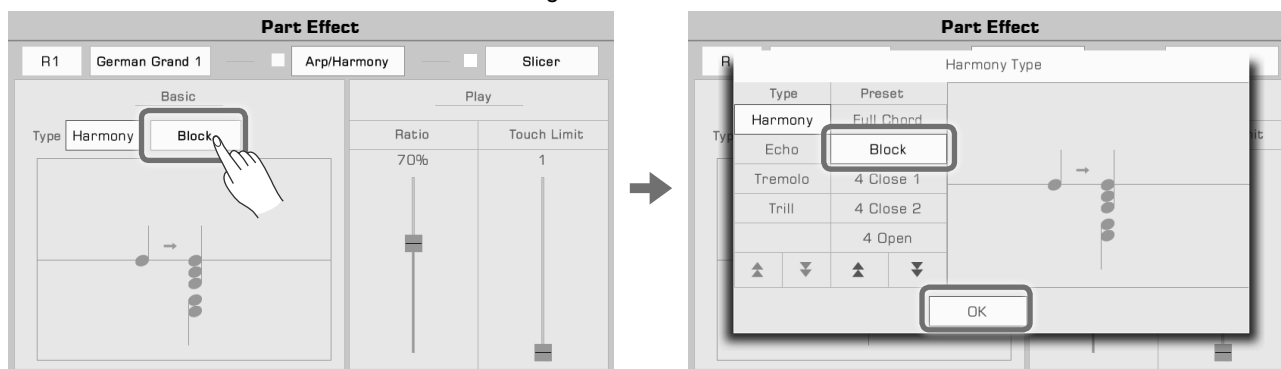 Part Effect
R1 German Grand 1 Arp/Harmony Slicer
Basic Play
Type Harmony Block Ratio Touch Limit
70% 1
Part Effect
R
Harmony Type
Type Preset
Harmony Full Chord
Typ it
Echo Block
Tremolo 4 Close 1
Trill 4 Close 2
4 Open
OK